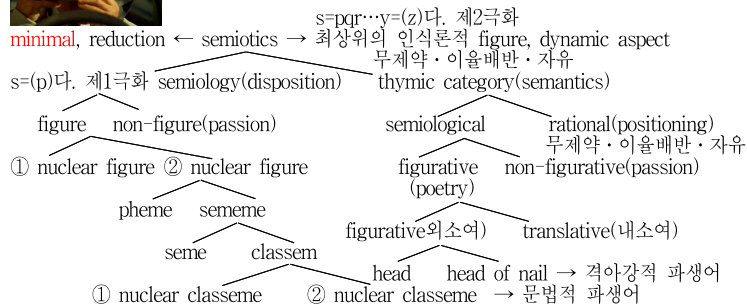 s=pqr···y=(z)다. 제2극화
minimal, reduction ← semiotics → 최상위의 인식론적 figure, dynamic aspect
무제약·이율배반·자유
s=(p)다. 제1극화 semiology(disposition) thymic category(semantics)
figure non-figure(passion) semiological rational(positioning)
무제약·이율배반·자유
① nuclear figure ② nuclear figure figurative non-figurative(passion)
(poetry)
pheme sememe
figurative외소여) translative(내소여)
seme classem
head head of nail → 격아강적 파생어
① nuclear classeme ② nuclear classeme → 문법적 파생어